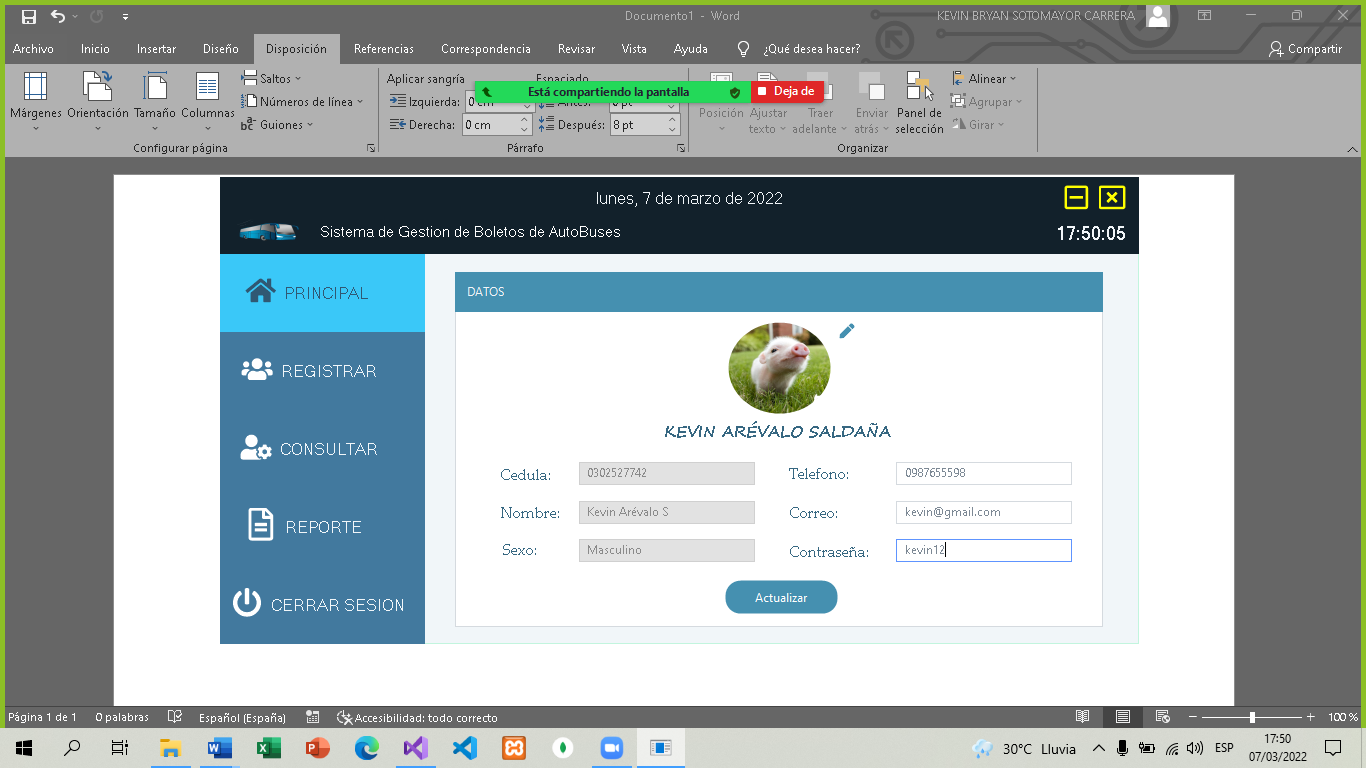 Documento1 - Word
KEVIN BRYAN SOTOMAYOR CARRERA
Archivo Inicio Insertar Diseño Disposición Referencias Correspondencia Revisar Vista Ayuda ¿Qué desea hacer? Compartir
Está compartiendo la pantalla Deja de
Márgenes Orientación Tamaño Columnas
Saltos
Números de línea
Guiones
Configurar página
Aplicar sangría Espaciado
Izquierda: 0 cm Antes: 0 pt
Derecha: 0 cm Después: 8 pt
Párrafo
Posición Ajustar texto Traer adelante Enviar atrás Panel de selección
Alinear
Agrupar
Girar
Organizar
lunes, 7 de marzo de 2022
Sistema de Gestion de Boletos de AutoBuses
17:50:05
PRINCIPAL
REGISTRAR
CONSULTAR
REPORTE
CERRAR SESION
DATOS
KEVIN ARÉVALO SALDAÑA
Cedula: 0302527742 Telefono: 0987655598
Nombre: Kevin Arévalo S Correo: kevin@gmail.com
Sexo: Masculino Contraseña: kevin12
Actualizar
Página 1 de 1 0 palabras Español (España) Accesibilidad: todo correcto 100 %
30°C Lluvia ESP 17:50
07/03/2022